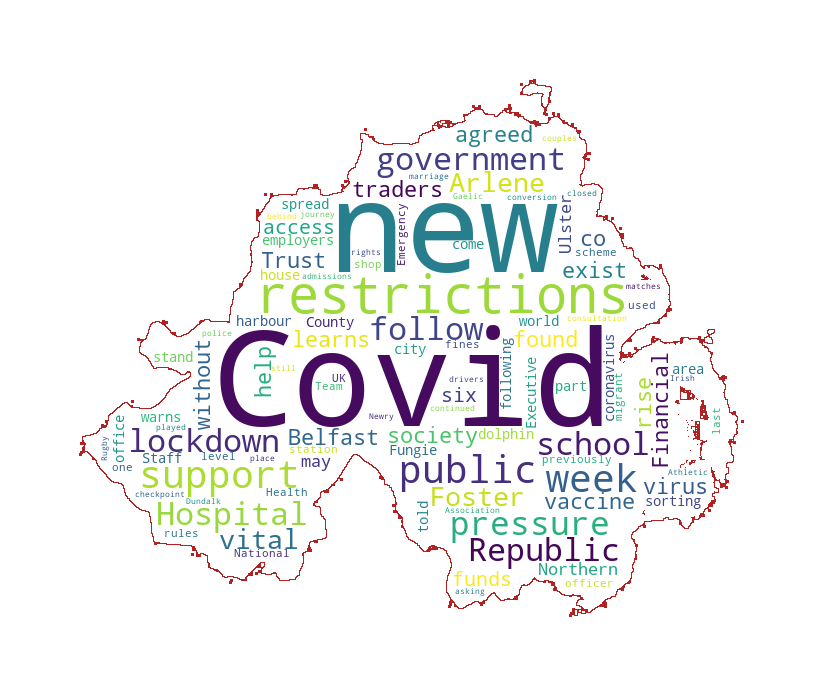 couples
agreed
government
marriage
Arlene
traders
closed
Gaelic
conversion
spread
journey
behind
access
employers
Emergency
new
Ulster
co
come
scheme
Trust
rights
shop
exist
house
admissions
restrictions
matches
used
harbour
County
follow
world
consultation
police
learns
city
fines
found
stand
without
help
still
Covid
Team
UK
drivers
six
continued
following
Executive
part
coronavirus
migrant
rise
area
Irish
Financial
last
Newry
warns
played
office
Rugby
one
lockdown
Belfast
society
dolphin
school
Staff
level
station
place
may
Fungie
public
previously
week
virus
Athletic
support
checkpoint
Dundalk
Health
Foster
vaccine
sorting
Hospital
Association
told
pressure
rules
vital
National
Republic
Northern
funds
officer
asking